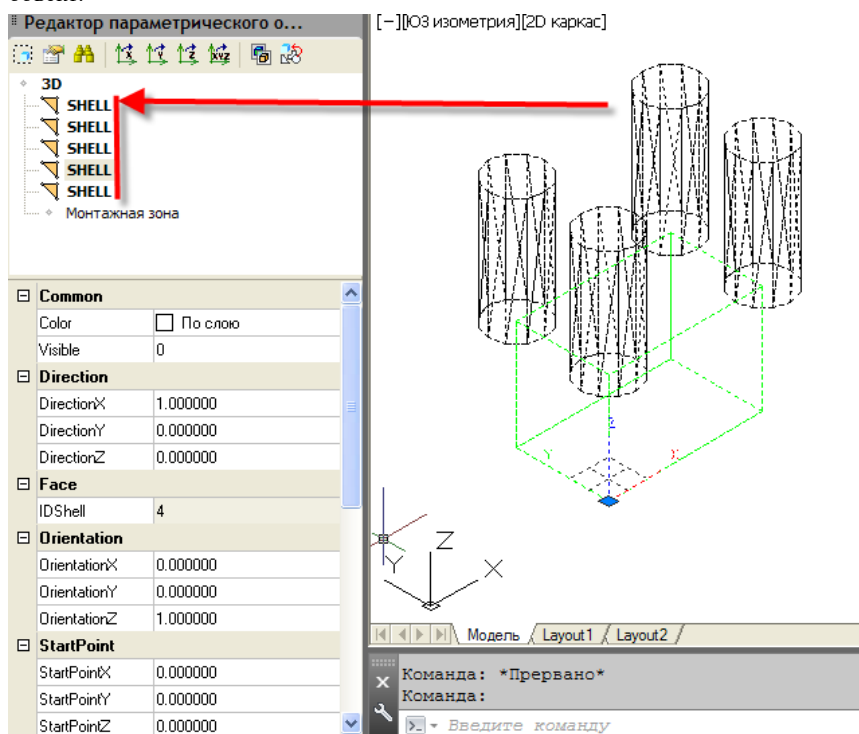 Редактор параметрического о...
3D
SHELL
SHELL
SHELL
SHELL
SHELL
Монтажная зона
Common
Color По слою
Visible 0
Direction
DirectionX 1.000000
DirectionY 0.000000
DirectionZ 0.000000
Face
IDShell 4
Orientation
OrientationX 0.000000
OrientationY 0.000000
OrientationZ 1.000000
StartPoint
StartPointX 0.000000
StartPointY 0.000000
StartPointZ 0.000000
[−][ЮЗ изометрия][2D каркас]
Z
Y X
Z
Y X
Модель Layout1 Layout2
Команда: *Прервано*
Команда:
Введите команду